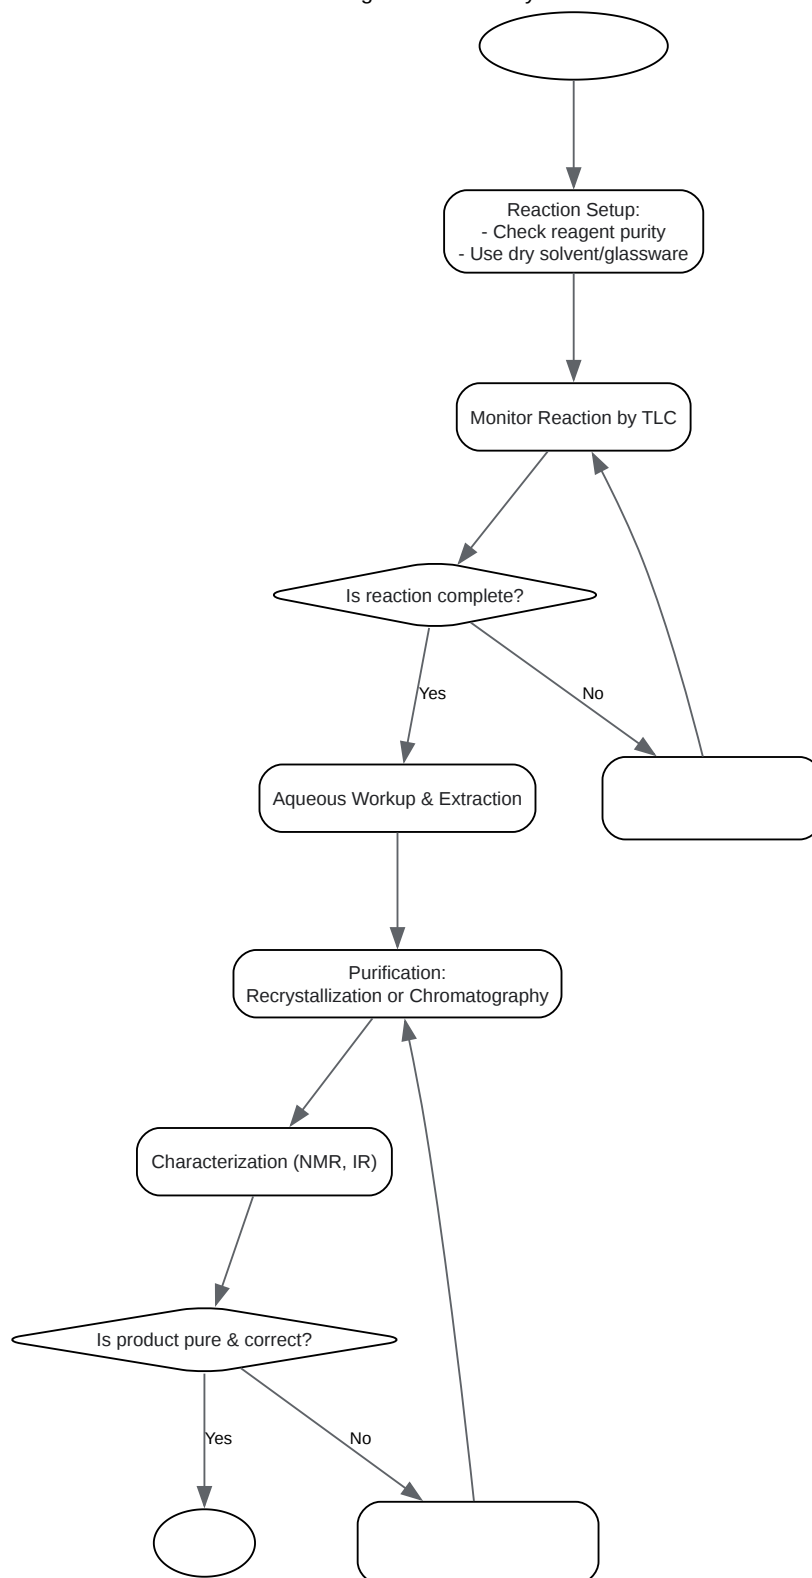 Reaction Setup:
- Check reagent purity
- Use dry solvent/glassware
Monitor Reaction by TLC
Is reaction complete?
Yes
No
Aqueous Workup & Extraction
Purification:
Recrystallization or Chromatography
Characterization (NMR, IR)
Is product pure & correct?
Yes
No